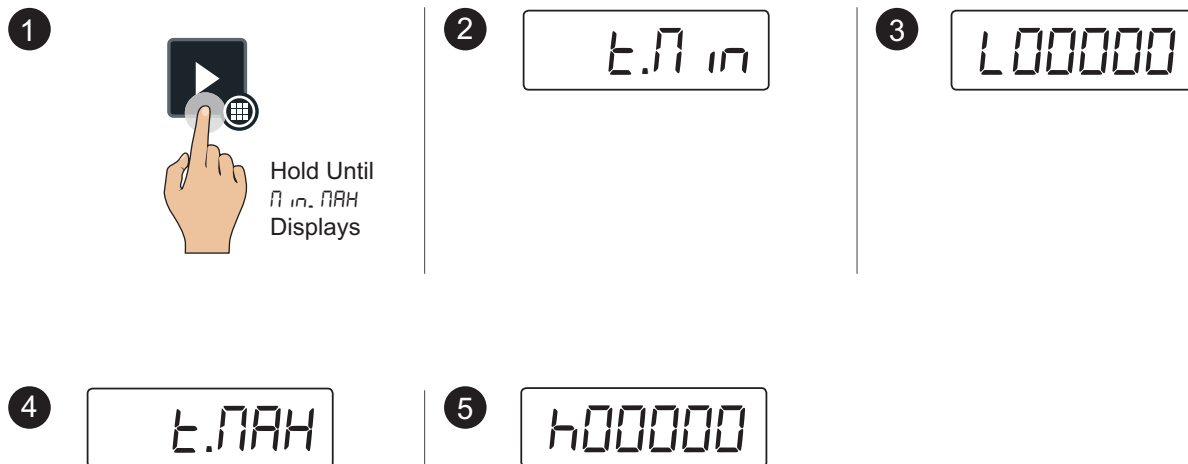 1
Hold Until
Min.MAH
Displays
2
t.Min
3
L00000
4
t.MAH
5
h00000